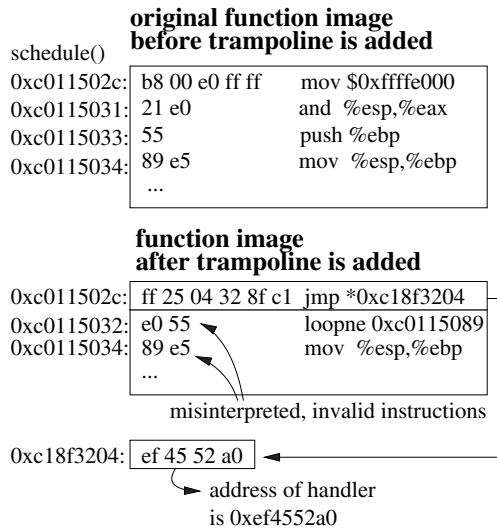 original function image
before trampoline is added
schedule()
0xc011502c: b8 00 e0 ff ff mov $0xffffe000
0xc0115031: 21 e0 and %esp,%eax
0xc0115033: 55 push %ebp
0xc0115034: 89 e5 mov %esp,%ebp
...
function image
after trampoline is added
0xc011502c: ff 25 04 32 8f c1 jmp *0xc18f3204
0xc0115032: e0 55 loopne 0xc0115089
0xc0115034: 89 e5 mov %esp,%ebp
...
misinterpreted, invalid instructions
0xc18f3204: ef 45 52 a0
address of handler
is 0xef4552a0